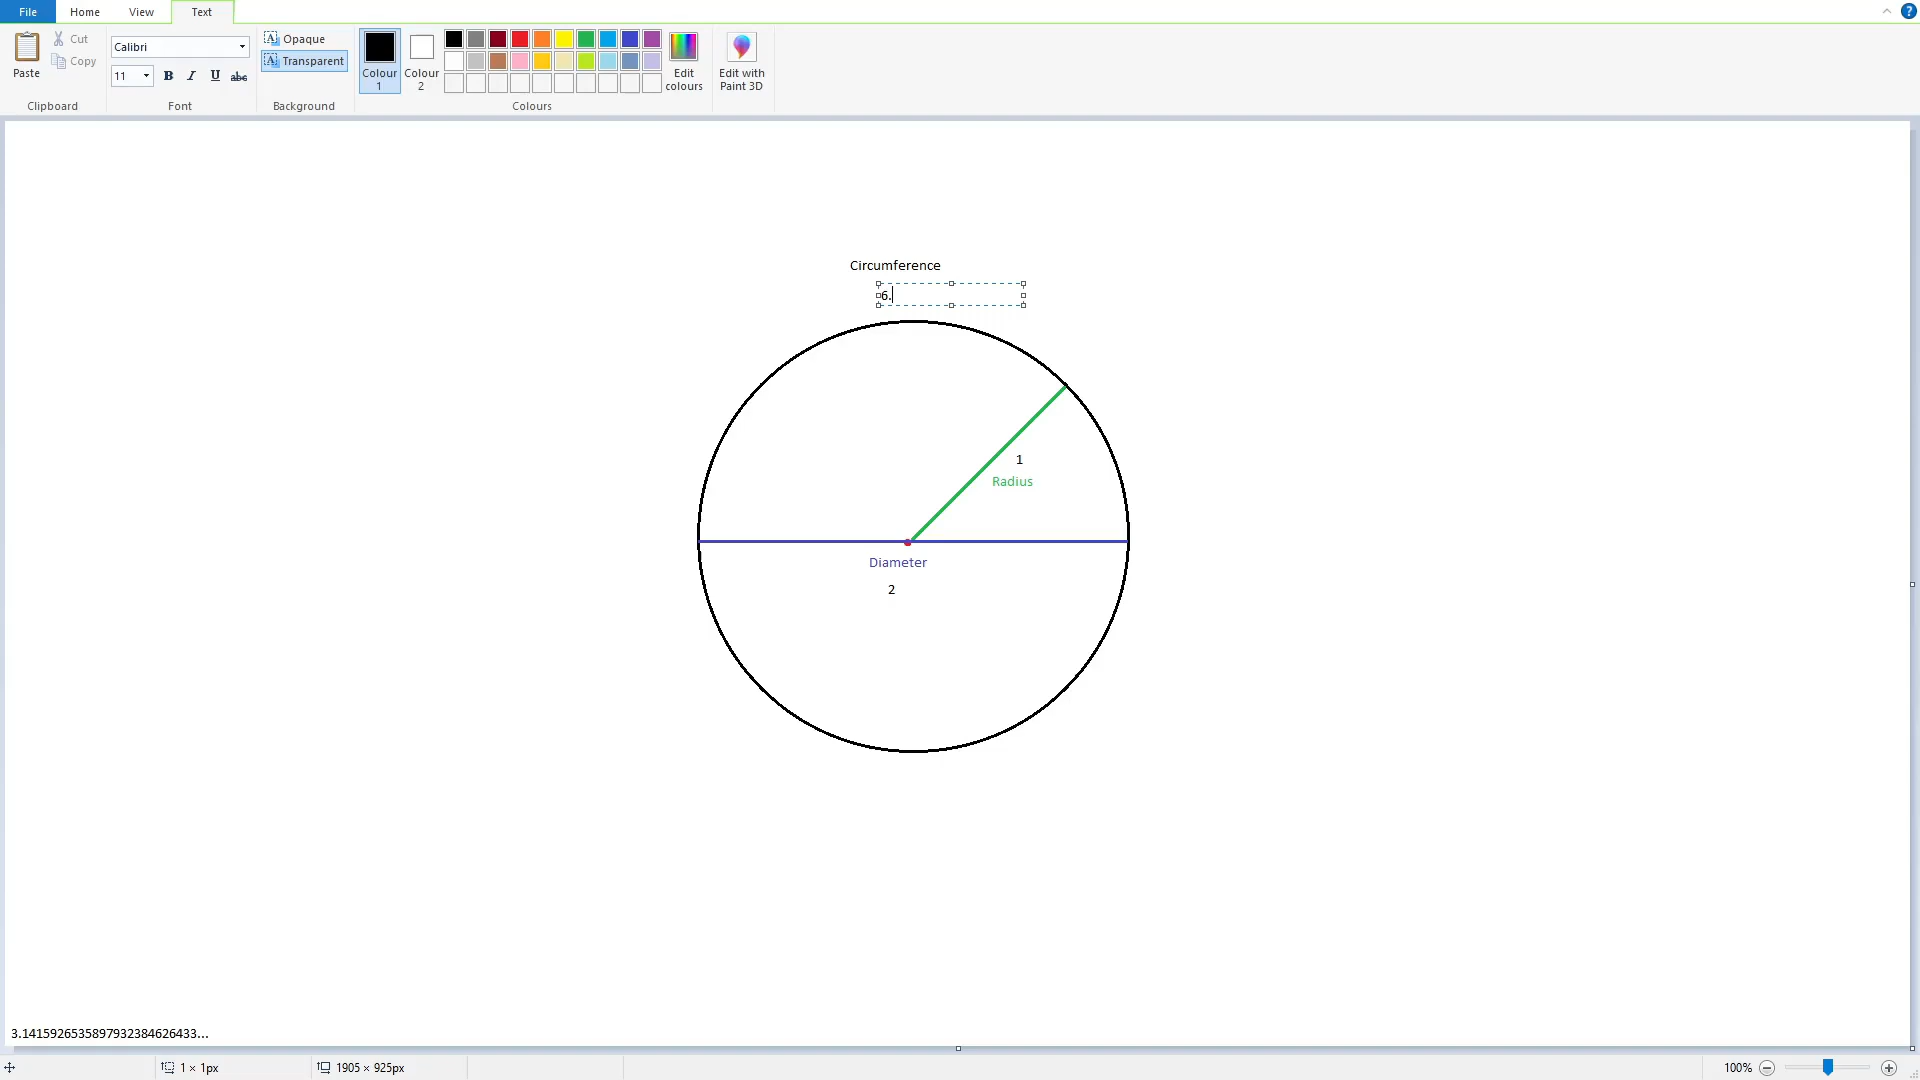 File Home View Text
Cut
Copy
Paste
Clipboard
Calibri
11 B I U abc
Font
Opaque
Transparent
Background
Colour 1
Colour 2
Edit colours
Colours
Edit with Paint 3D
Circumference
6.
1
Radius
Diameter
2
3.1415926535897932384626433...
1 × 1px 1905 × 925px 100%